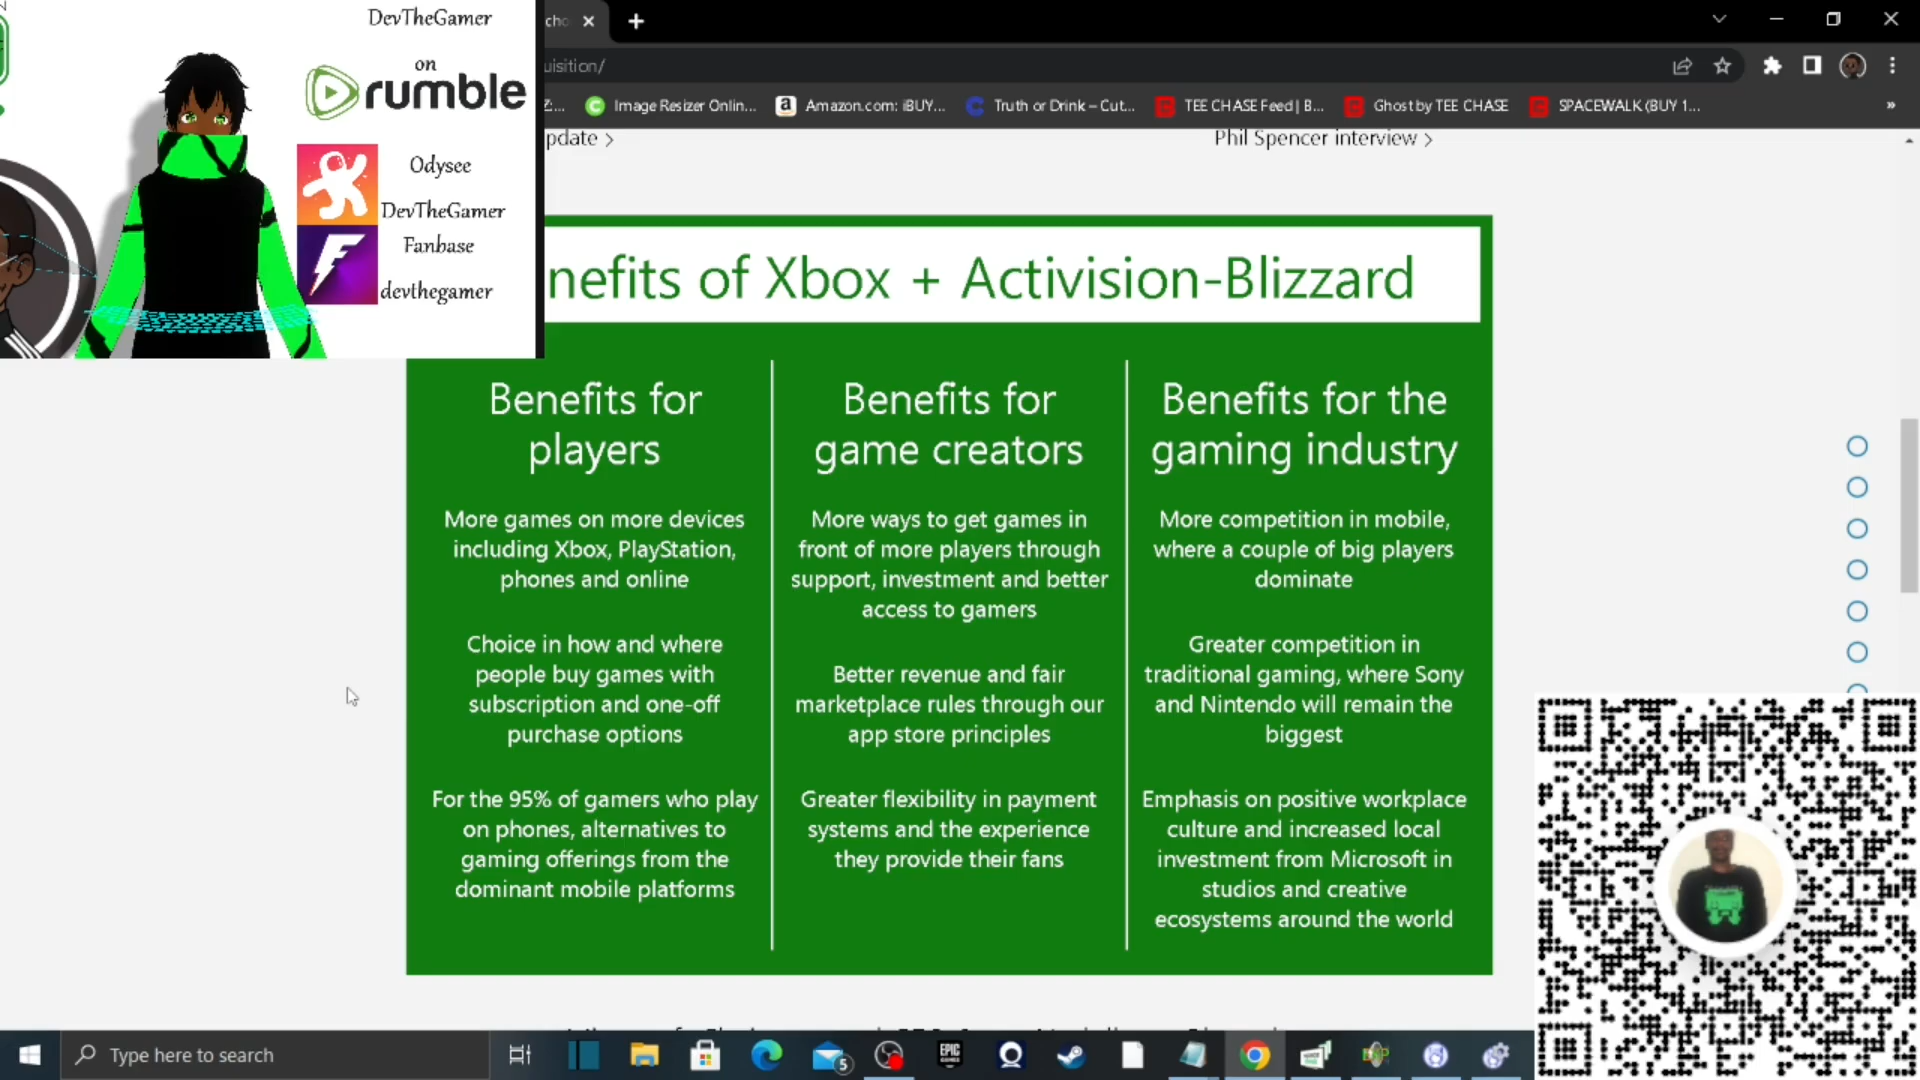 DevTheGamer
on
rumble
Odysee
DevTheGamer
Fanbase
devthegamer
uisition/
Image Resizer Onlin...
Amazon.com: iBUY...
Truth or Drink – Cut...
TEE CHASE Feed | B...
Ghost by TEE CHASE
SPACEWALK (BUY 1...
pdate >
Phil Spencer interview >
nefits of Xbox + Activision-Blizzard
Benefits for
players
More games on more devices
including Xbox, PlayStation,
phones and online
Choice in how and where
people buy games with
subscription and one-off
purchase options
For the 95% of gamers who play
on phones, alternatives to
gaming offerings from the
dominant mobile platforms
Benefits for
game creators
More ways to get games in
front of more players through
support, investment and better
access to gamers
Better revenue and fair
marketplace rules through our
app store principles
Greater flexibility in payment
systems and the experience
they provide their fans
Benefits for the
gaming industry
More competition in mobile,
where a couple of big players
dominate
Greater competition in
traditional gaming, where Sony
and Nintendo will remain the
biggest
Emphasis on positive workplace
culture and increased local
investment from Microsoft in
studios and creative
ecosystems around the world
Type here to search
5
EPIC
GAMES